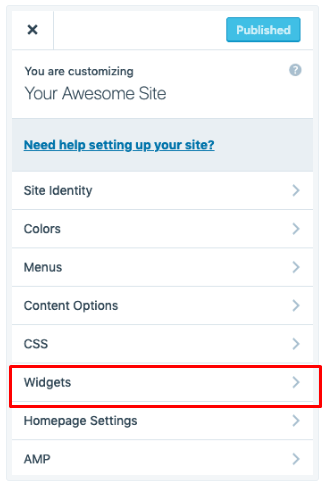 ×
Published
You are customizing
?
Your Awesome Site
Need help setting up your site?
Site Identity
Colors
Menus
Content Options
CSS
Widgets
Homepage Settings
AMP